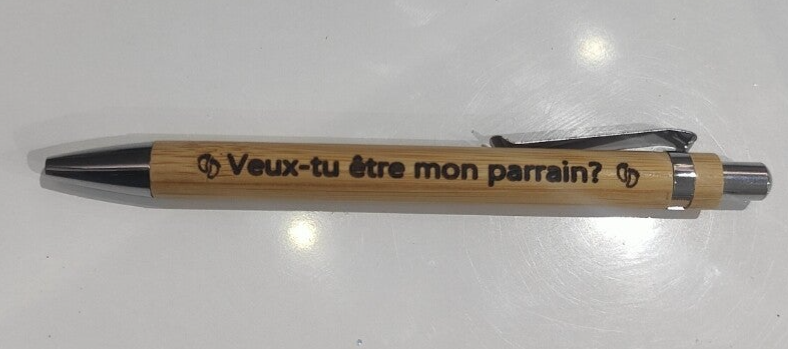 Veux-tu être mon parrain?